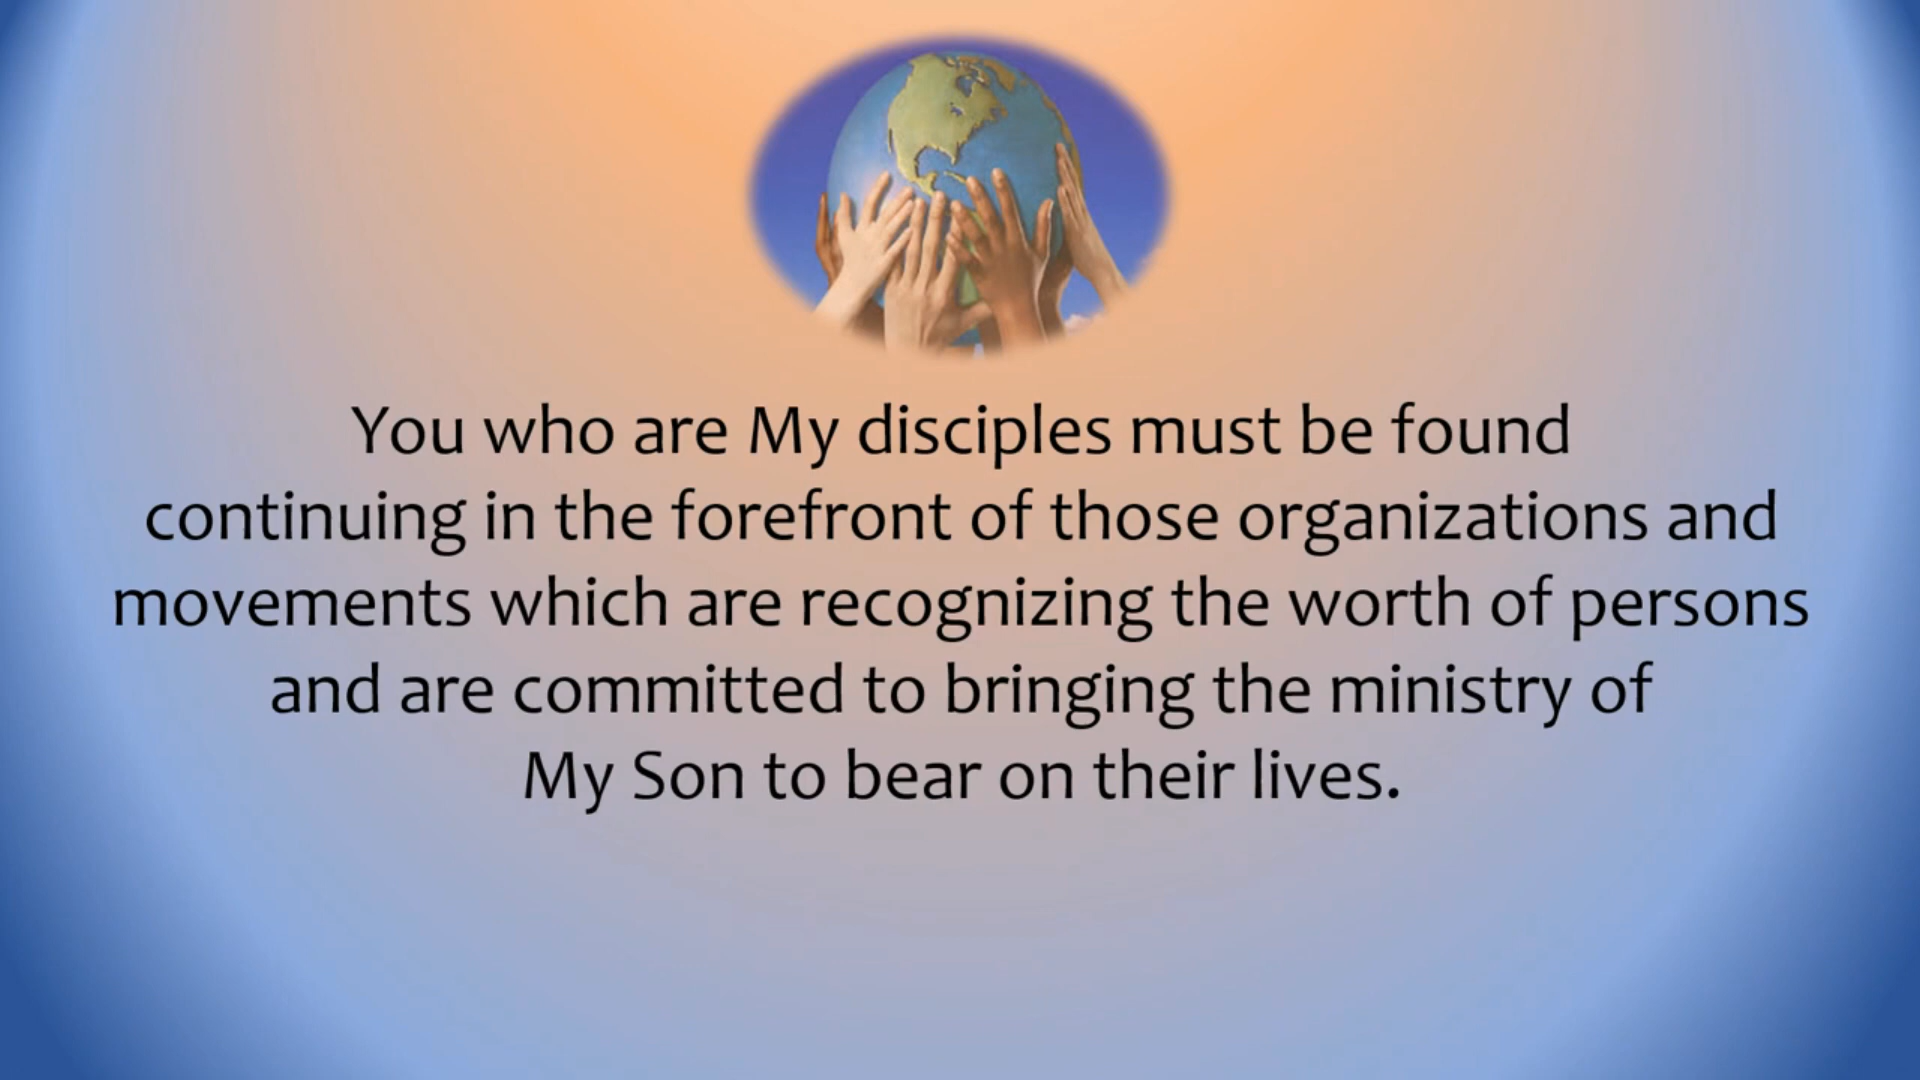 You who are My disciples must be found
continuing in the forefront of those organizations and
movements which are recognizing the worth of persons
and are committed to bringing the ministry of
My Son to bear on their lives.